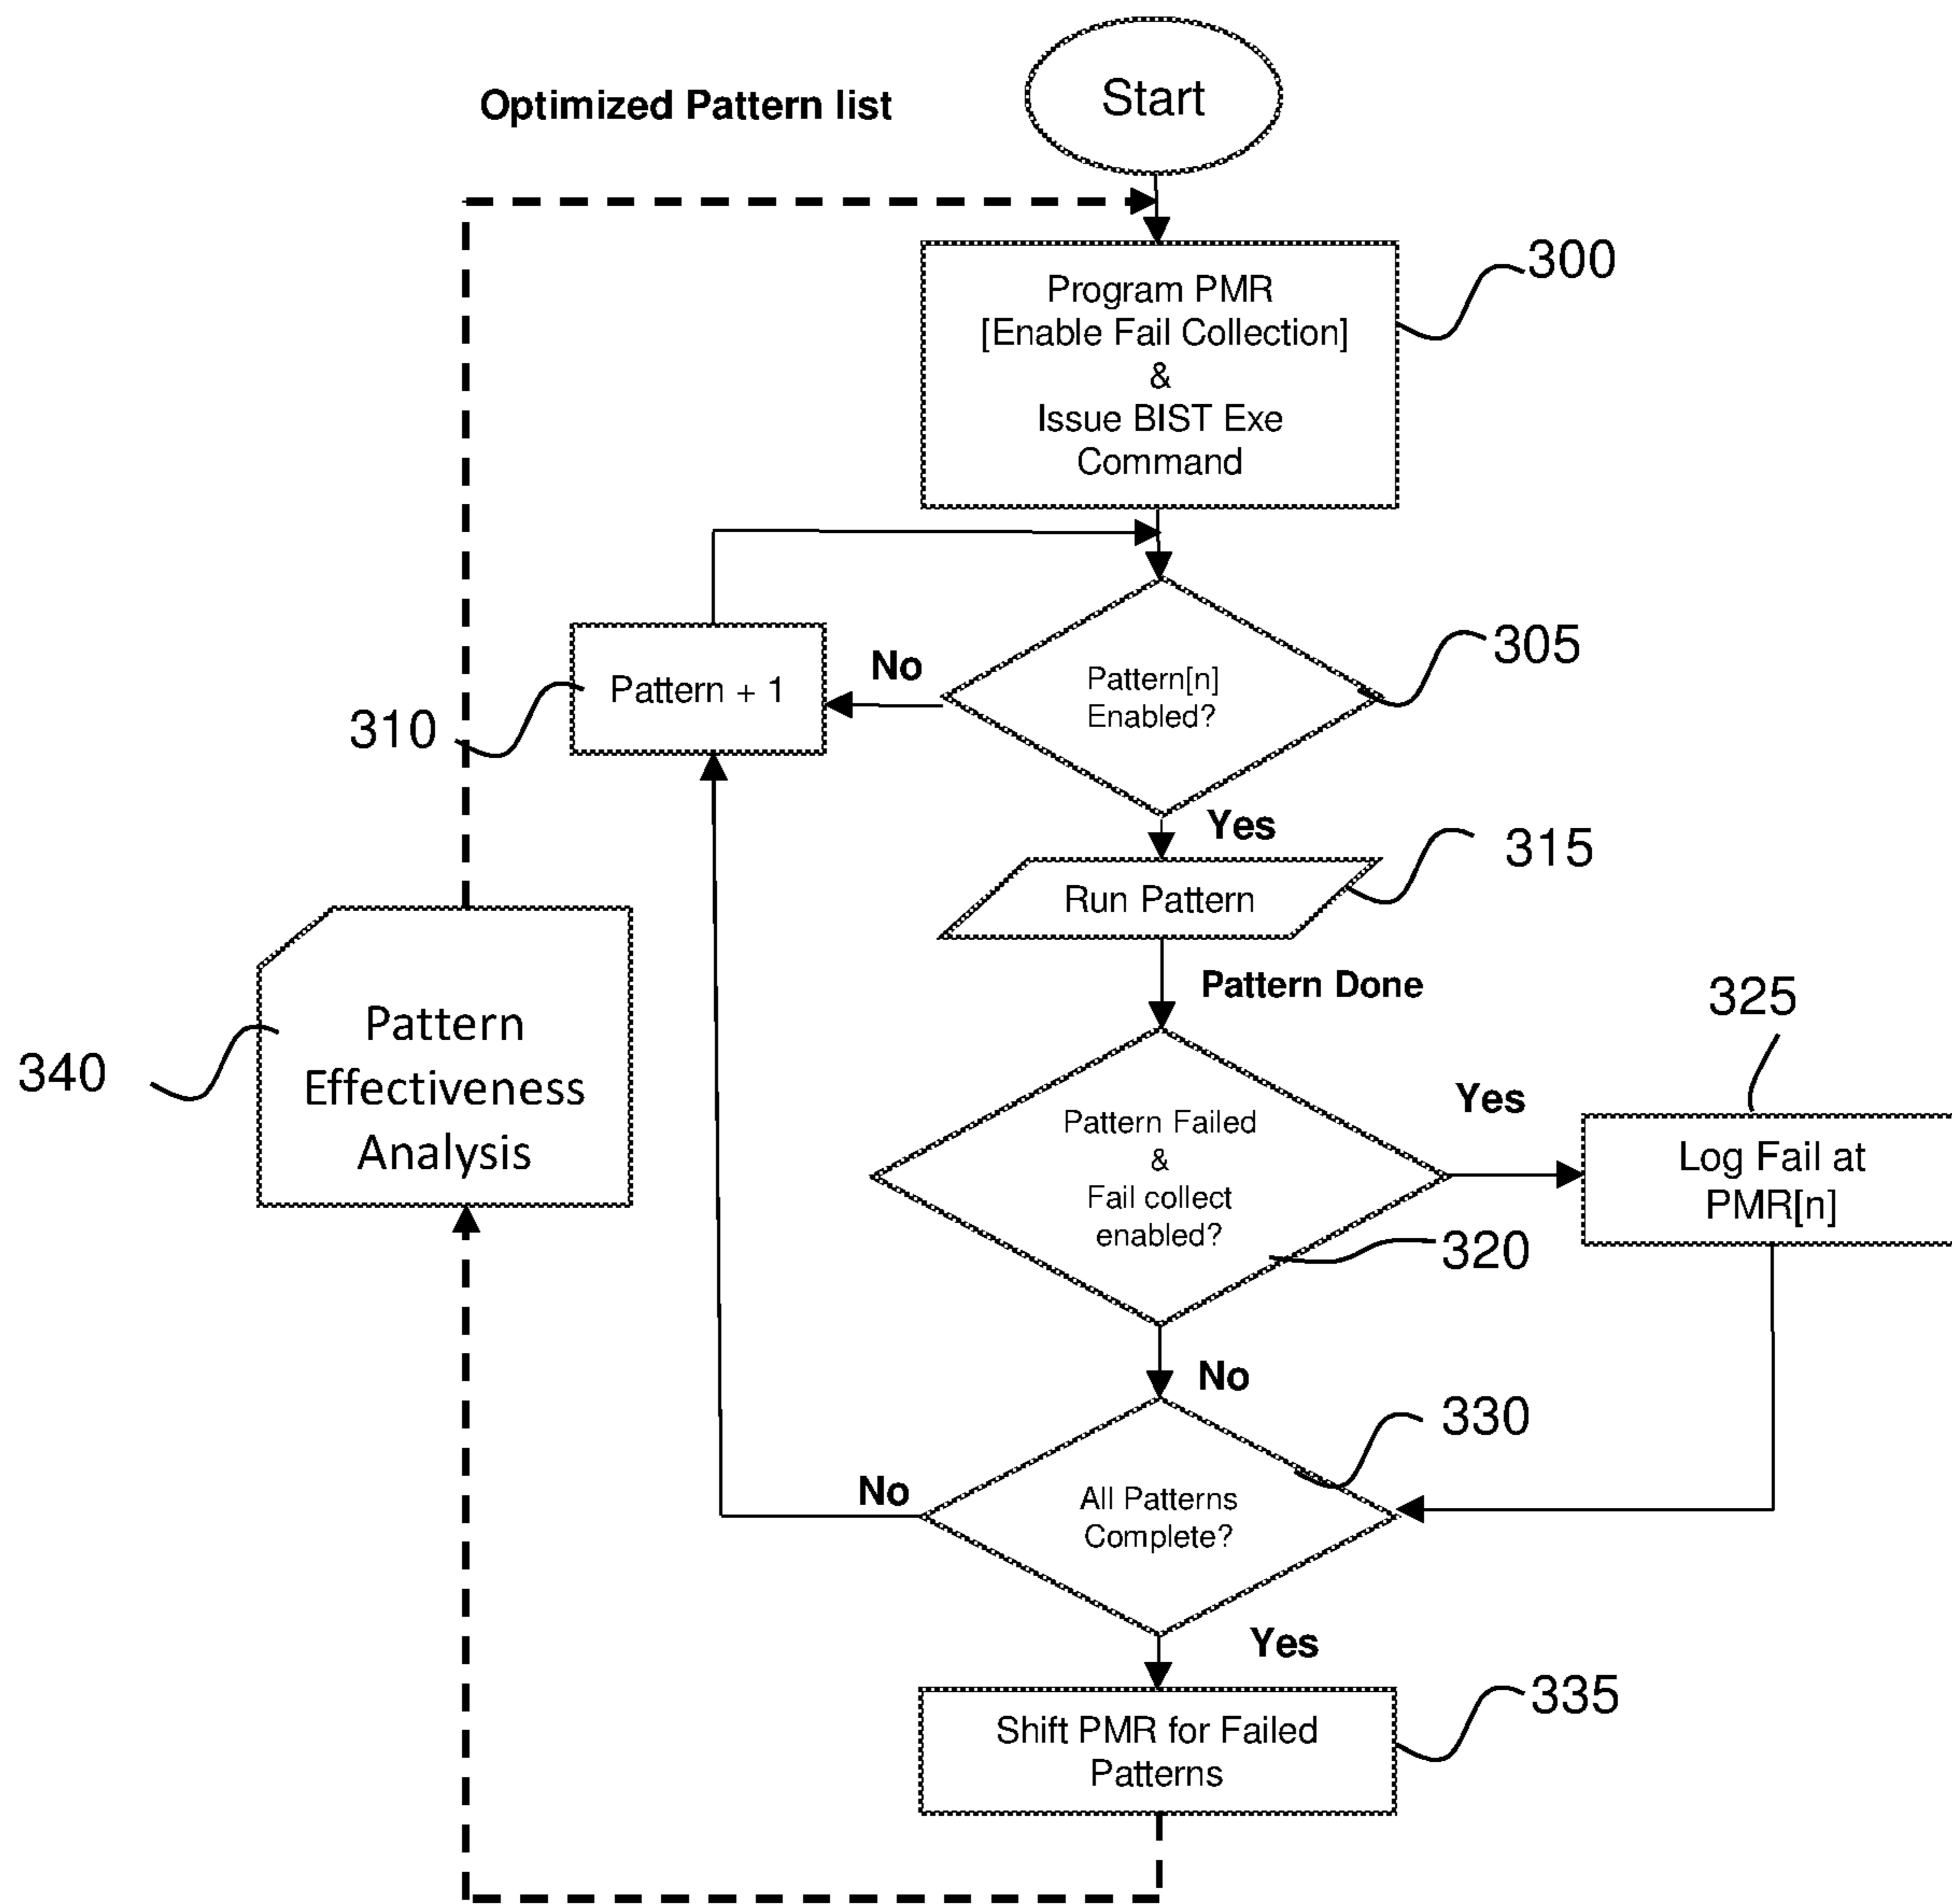 Start
Optimized Pattern list
300
Program PMR
[Enable Fail Collection]
&
Issue BIST Exe
Command
305
Pattern[n]
Enabled?
No
Pattern + 1
310
Yes
315
Run Pattern
Pattern Done
325
Pattern Failed
&
Fail collect
enabled?
Yes
Log Fail at
PMR[n]
320
340
Pattern
Effectiveness
Analysis
No
330
All Patterns
Complete?
No
Yes
335
Shift PMR for Failed
Patterns